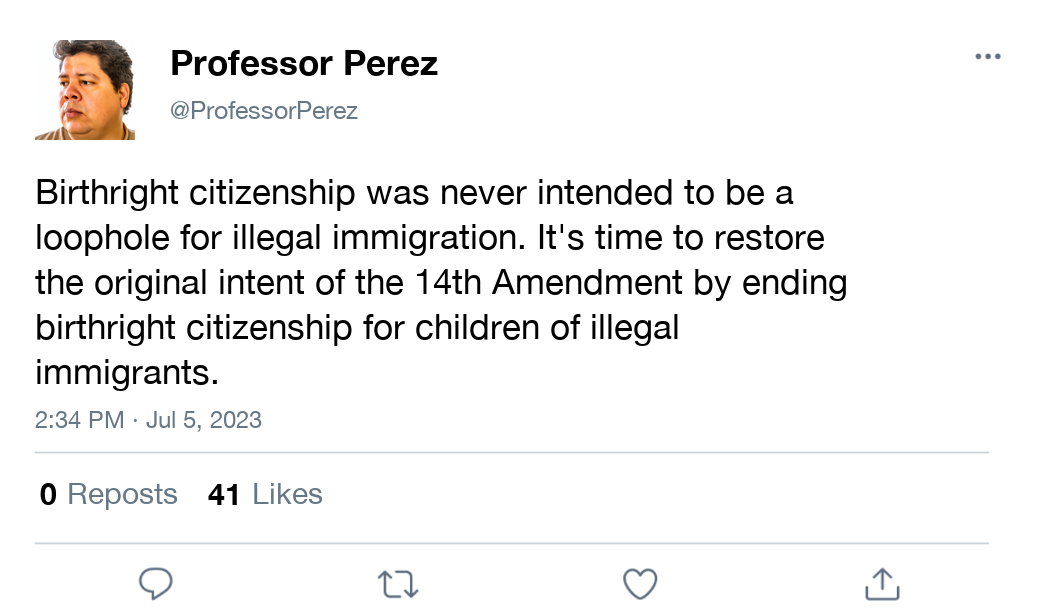 Professor Perez
@ProfessorPerez
Birthright citizenship was never intended to be a
loophole for illegal immigration. It's time to restore
the original intent of the 14th Amendment by ending
birthright citizenship for children of illegal
immigrants.
2:34 PM · Jul 5, 2023
0 Reposts 41 Likes